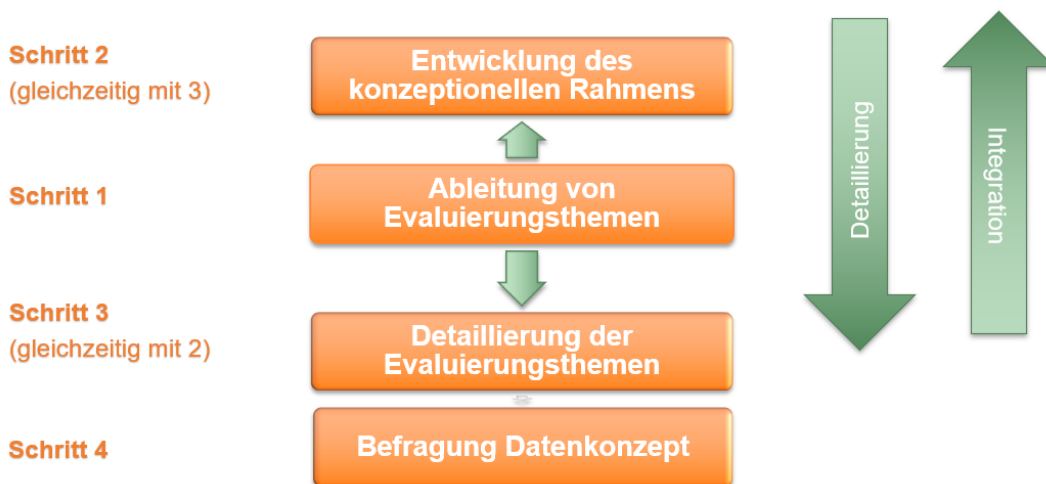 Schritt 2
(gleichzeitig mit 3)
Entwicklung des
konzeptionellen Rahmens
Schritt 1
Ableitung von
Evaluierungsthemen
Schritt 3
(gleichzeitig mit 2)
Detaillierung der
Evaluierungsthemen
Schritt 4
Befragung Datenkonzept
Detaillierung
Integration